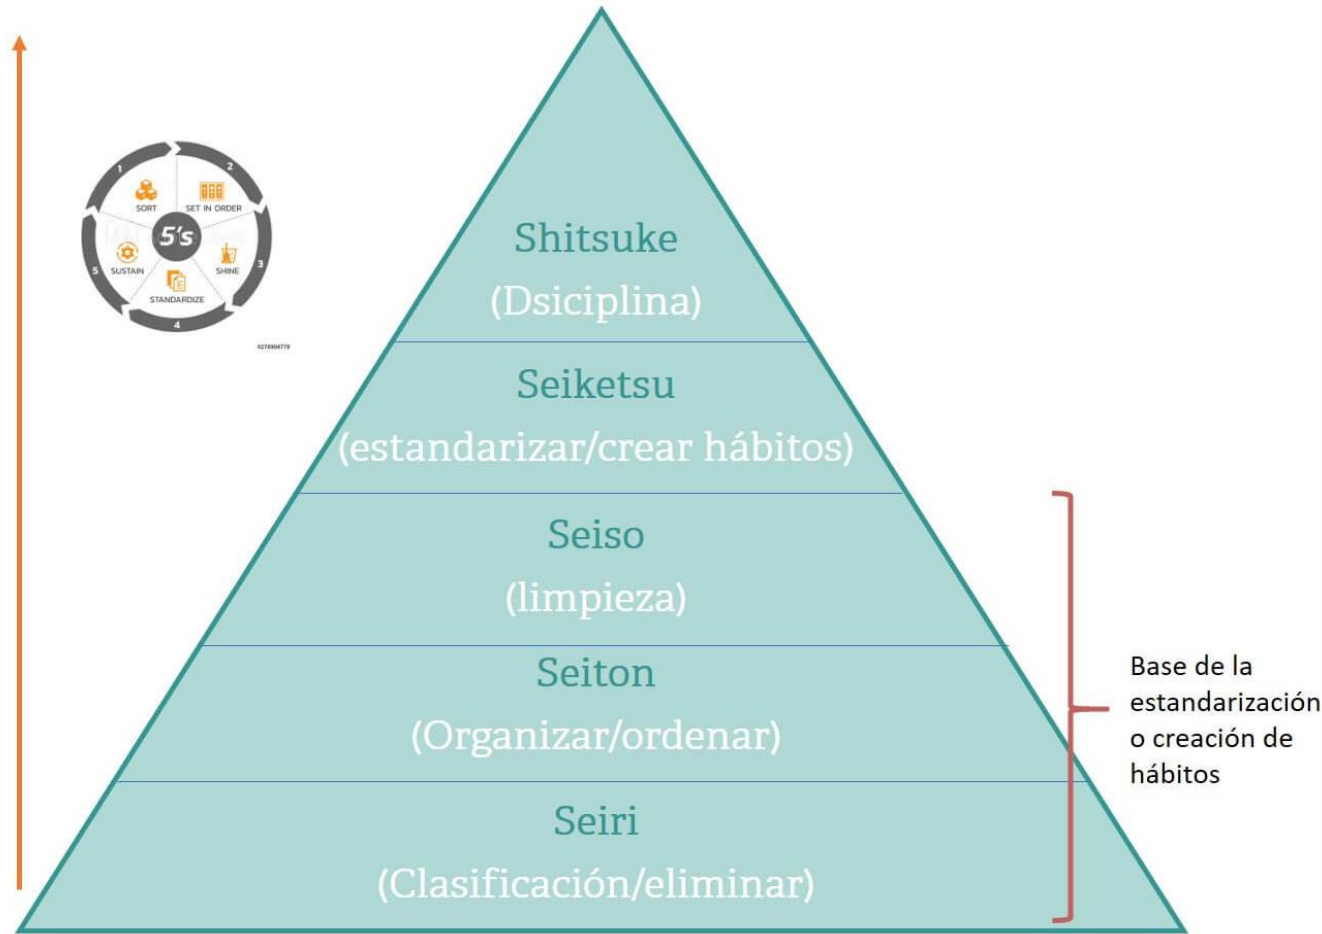 1
2
SORT
SET IN ORDER
5's
5
SUSTAIN
SHINE
3
STANDARDIZE
4
Shitsuke
(Dsiciplina)
Seiketsu
(estandarizar/crear hábitos)
Seiso
(limpieza)
Seiton
(Organizar/ordenar)
Seiri
(Clasificación/eliminar)
Base de la
estandarización
o creación de
hábitos